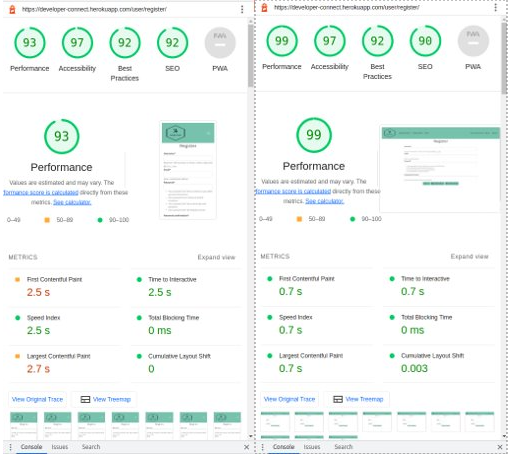 https://developer-connect.herokuapp.com/user/register/
93
97
92
92
Performance
Accessibility
Best
Practices
SEO
PWA
93
Performance
Values are estimated and may vary. The
formance score is calculated directly from these
metrics. See calculator.
0–49
50–89
90–100
Register
METRICS
Expand view
First Contentful Paint
2.5 s
Time to Interactive
2.5 s
Speed Index
2.5 s
Total Blocking Time
0 ms
Largest Contentful Paint
2.7 s
Cumulative Layout Shift
0
View Original Trace
View Treemap
Console
Issues
Search
https://developer-connect.herokuapp.com/user/register/
99
97
92
90
Performance
Accessibility
Best
Practices
SEO
PWA
99
Performance
Values are estimated and may vary. The
formance score is calculated directly from these
metrics. See calculator.
0–49
50–89
90–100
Register
METRICS
Expand view
First Contentful Paint
0.7 s
Time to Interactive
0.7 s
Speed Index
0.7 s
Total Blocking Time
0 ms
Largest Contentful Paint
0.7 s
Cumulative Layout Shift
0.003
View Original Trace
View Treemap
Console
Issues
Search